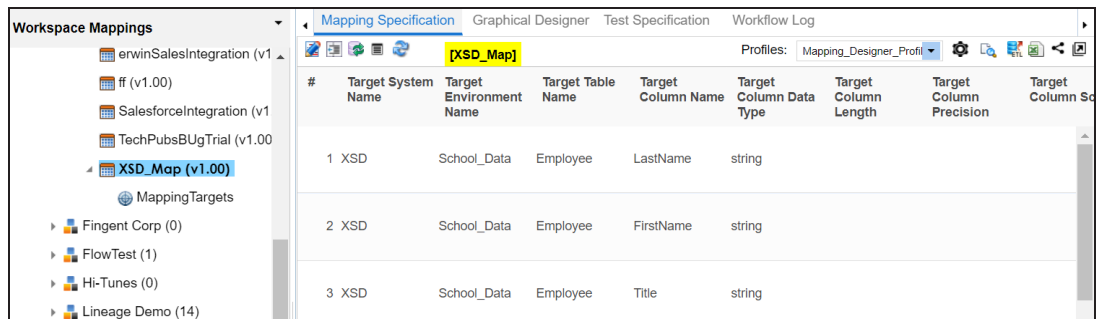 Workspace Mappings
erwinSalesIntegration (v1
ff (v1.00)
SalesforceIntegration (v1
TechPubsBUgTrial (v1.00
XSD_Map (v1.00)
MappingTargets
Fingent Corp (0)
FlowTest (1)
Hi-Tunes (0)
Lineage Demo (14)
Mapping Specification Graphical Designer Test Specification Workflow Log
[XSD_Map] Profiles: Mapping_Designer_Profil
# Target System Name Target Environment Name Target Table Name Target Column Name Target Column Data Type Target Column Length Target Column Precision Target Column Sc
1 XSD School_Data Employee LastName string
2 XSD School_Data Employee FirstName string
3 XSD School_Data Employee Title string